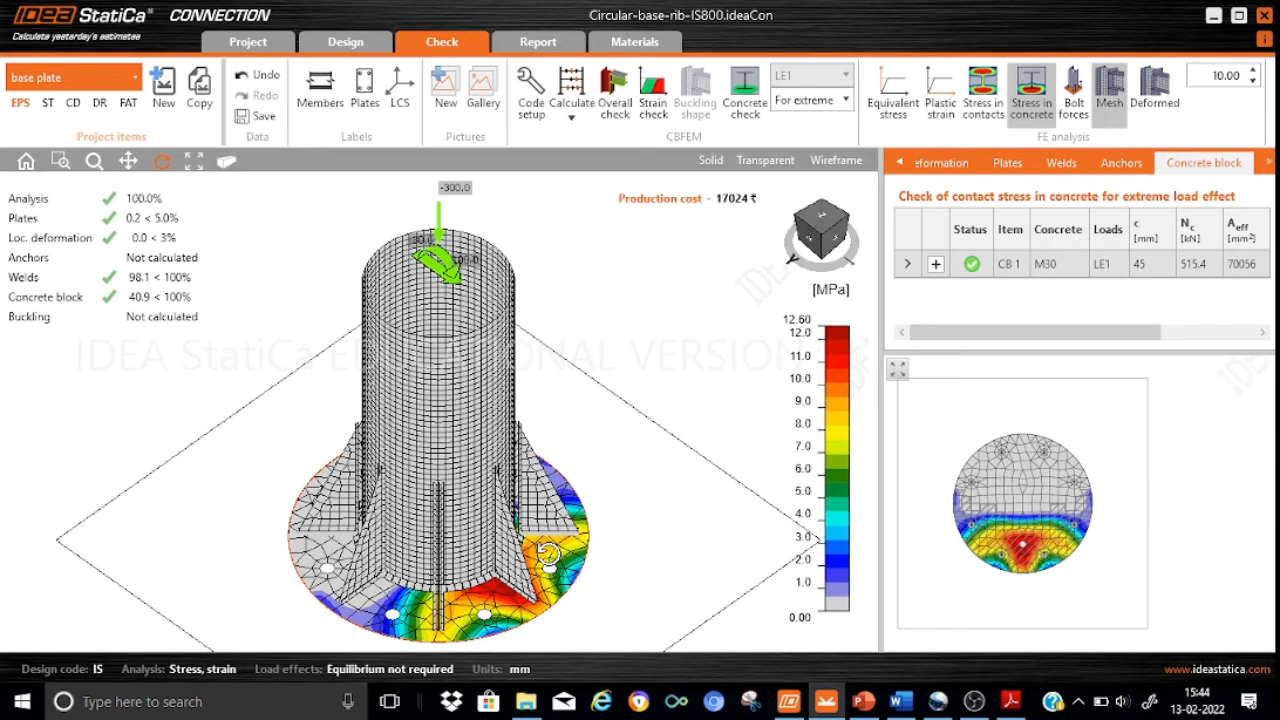 IDEA StatiCa® CONNECTION
Calculate yesterday's estimates
Circular-base-rib-IS800.ideaCon
Project Design Check Report Materials
base plate
EPS ST CD DR FAT
New Copy
Project items
Undo
Redo
Save
Data
Members Plates LCS
Labels
New Gallery
Pictures
Code setup Calculate Overall check Strain check Buckling shape Concrete check
LE1
For extreme
CBFEM
Equivalent stress Plastic strain Stress in contacts Stress in concrete Bolt forces Mesh Deformed
10.00
FE analysis
Solid Transparent Wireframe
Analysis 100.0%
Plates 0.2 < 5.0%
Loc. deformation 0.0 < 3%
Anchors Not calculated
Welds 98.1 < 100%
Concrete block 40.9 < 100%
Buckling Not calculated
-300.0
Production cost - 17024 ₹
[MPa]
12.60
12.0
11.0
10.0
9.0
8.0
7.0
6.0
5.0
4.0
3.0
2.0
1.0
0.00
IDEA StatiCa EDUCATIONAL VERSION
eformation Plates Welds Anchors Concrete block
Check of contact stress in concrete for extreme load effect
Status Item Concrete Loads c [mm] Nc [kN] Aeff [mm²]
CB 1 M30 LE1 45 515.4 70056
Design code: IS Analysis: Stress, strain Load effects: Equilibrium not required Units: mm
www.ideastatica.com
Type here to search
15:44
13-02-2022